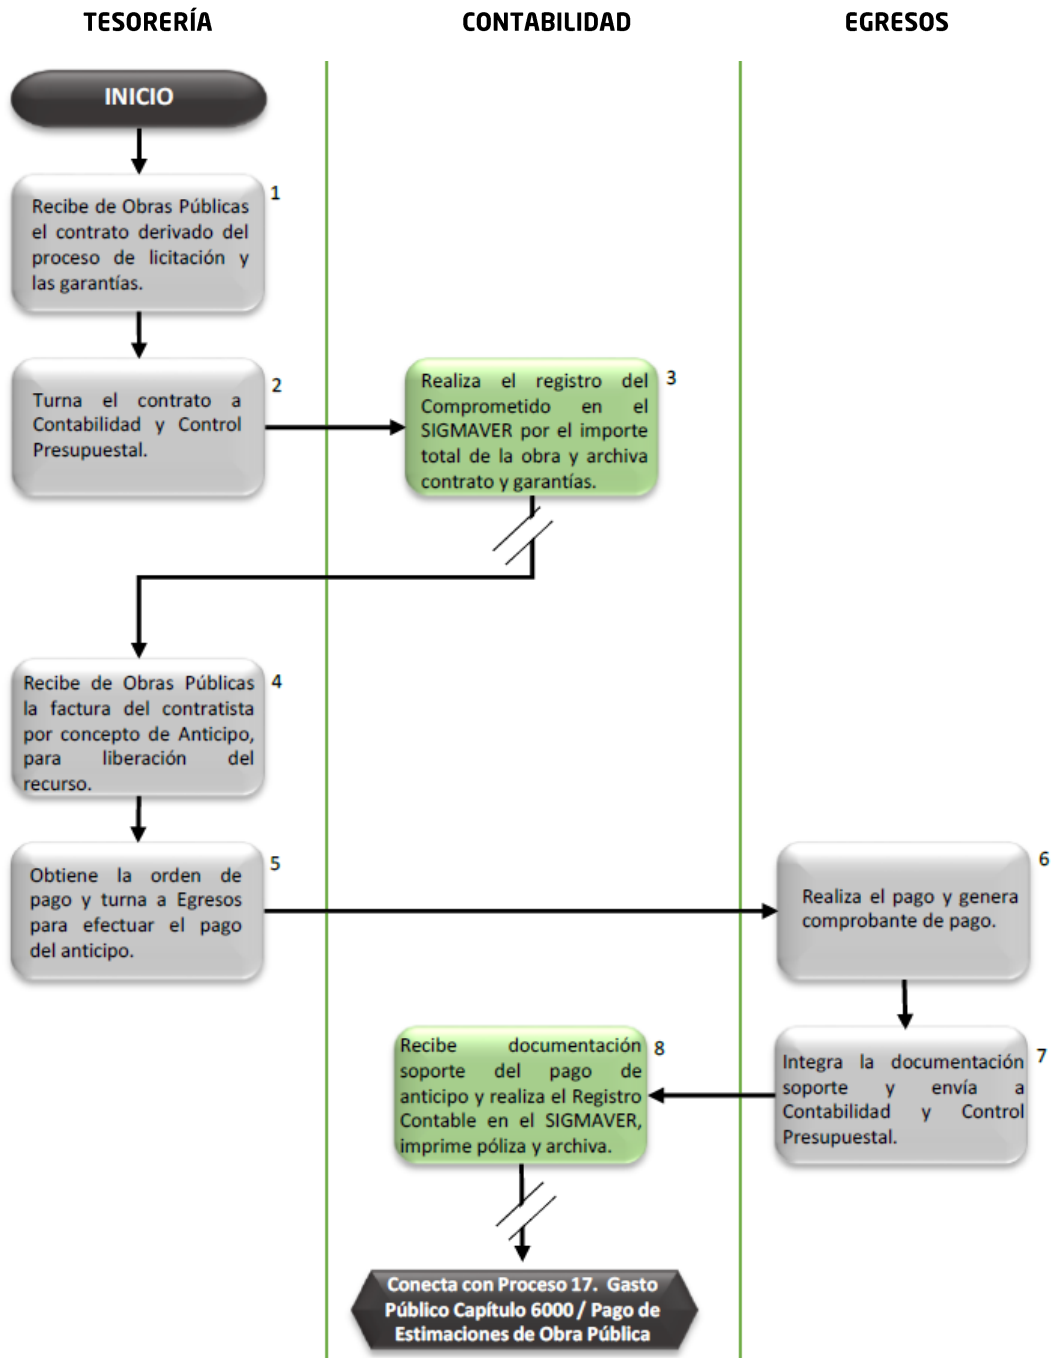 TESORERÍA
CONTABILIDAD
EGRESOS
INICIO
1
Recibe de Obras Públicas
el contrato derivado del
proceso de licitación y
las garantías.
2
Turna el contrato a
Contabilidad y Control
Presupuestal.
3
Realiza el registro del
Comprometido en el
SIGMAVER por el importe
total de la obra y archiva
contrato y garantías.
4
Recibe de Obras Públicas
la factura del contratista
por concepto de Anticipo,
para liberación del
recurso.
5
Obtiene la orden de
pago y turna a Egresos
para efectuar el pago
del anticipo.
6
Realiza el pago y genera
comprobante de pago.
7
Integra la documentación
soporte y envía a
Contabilidad y Control
Presupuestal.
8
Recibe documentación
soporte del pago de
anticipo y realiza el Registro
Contable en el SIGMAVER,
imprime póliza y archiva.
Conecta con Proceso 17. Gasto
Público Capítulo 6000 / Pago de
Estimaciones de Obra Pública